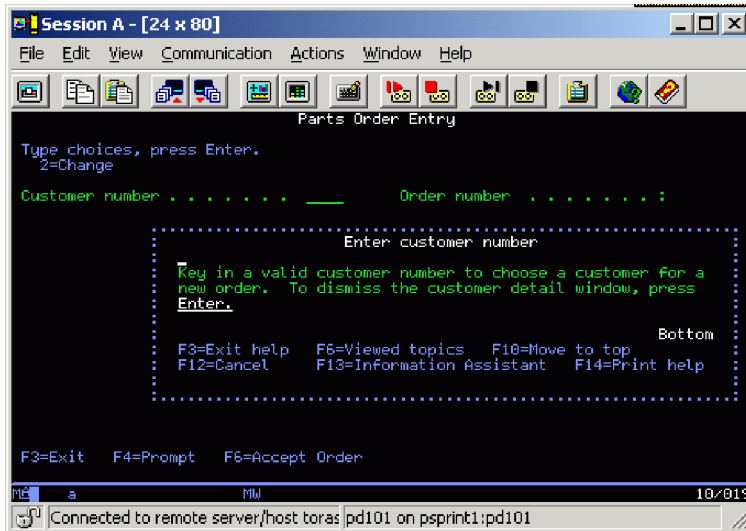 Session A - [24 x 80]
File Edit View Communication Actions Window Help
Parts Order Entry
Type choices, press Enter.
2=Change
Customer number . . . . . . . ____ Order number . . . . . . . :
Enter customer number
Key in a valid customer number to choose a customer for a
new order. To dismiss the customer detail window, press
Enter.
Bottom
F3=Exit help F6=Viewed topics F10=Move to top
F12=Cancel F13=Information Assistant F14=Print help
F3=Exit F4=Prompt F6=Accept Order
a MW 10/019
Connected to remote server/host toras pd101 on psprint1:pd101